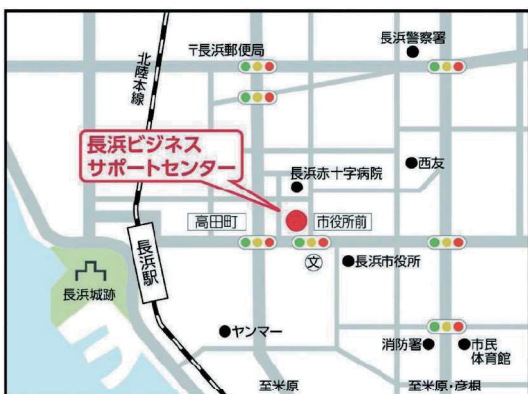 長浜警察署
〒長浜郵便局
北陸本線
長浜ビジネス
サポートセンター
長浜赤十字病院
西友
高田町
市役所前
長浜駅
文
長浜市役所
長浜城跡
ヤンマー
消防署
市民
体育館
至米原
至米原・彦根